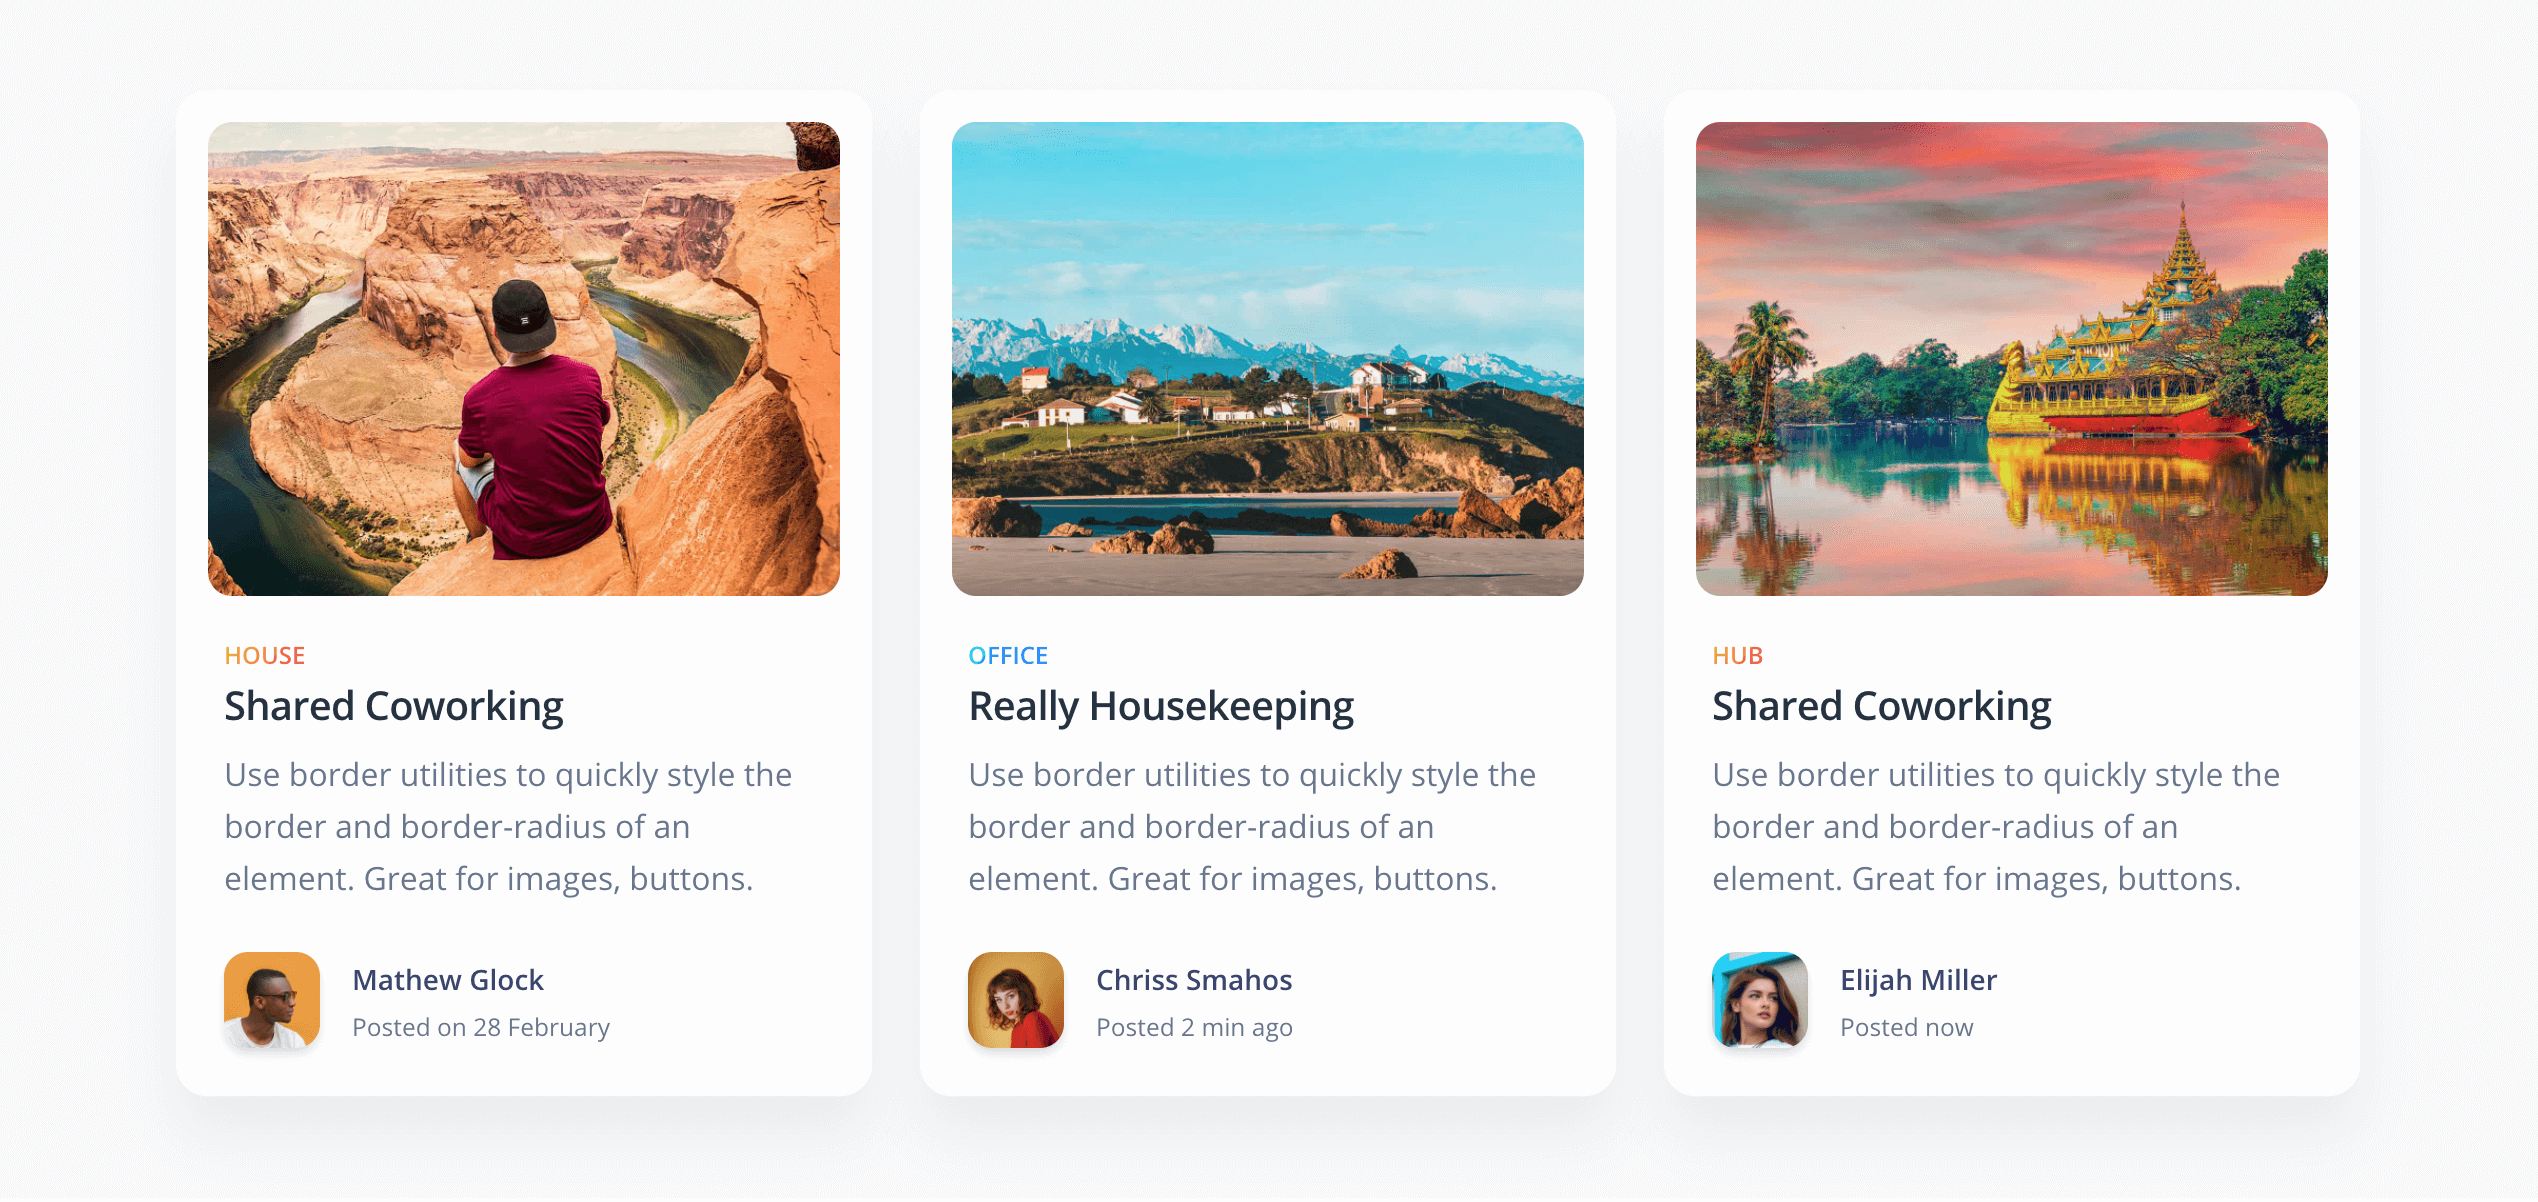 HOUSE
Shared Coworking
Use border utilities to quickly style the
border and border-radius of an
element. Great for images, buttons.
Mathew Glock
Posted on 28 February
OFFICE
Really Housekeeping
Use border utilities to quickly style the
border and border-radius of an
element. Great for images, buttons.
Chriss Smahos
Posted 2 min ago
HUB
Shared Coworking
Use border utilities to quickly style the
border and border-radius of an
element. Great for images, buttons.
Elijah Miller
Posted now